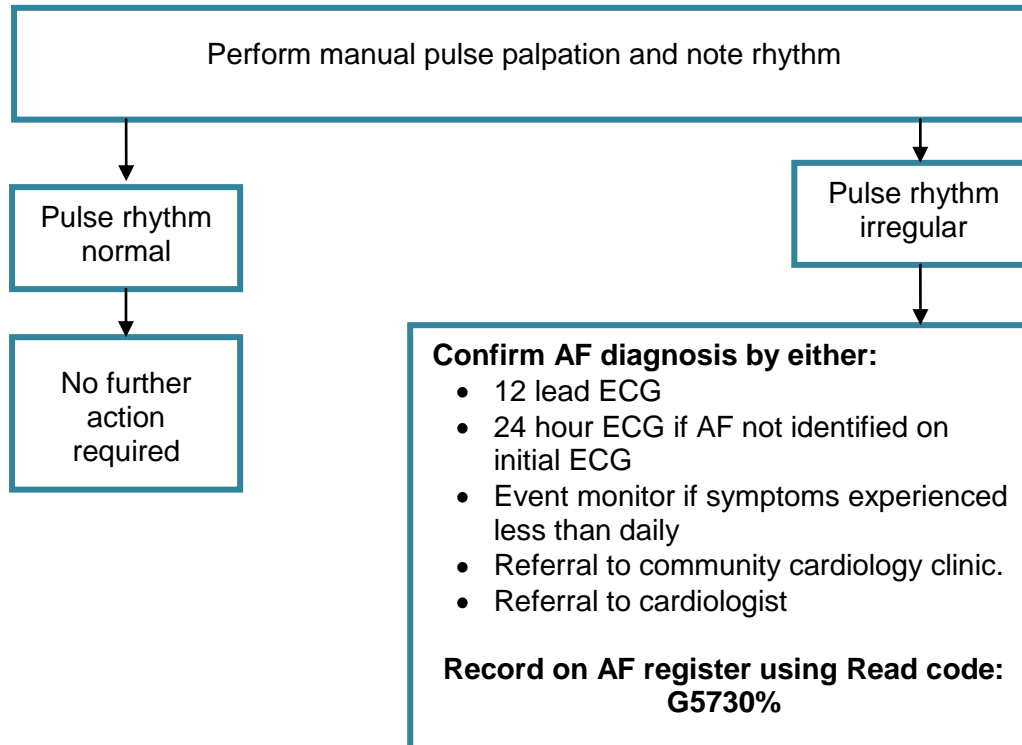 Perform manual pulse palpation and note rhythm
Pulse rhythm
normal
Pulse rhythm
irregular
No further
action
required
Confirm AF diagnosis by either:
• 12 lead ECG
• 24 hour ECG if AF not identified on
initial ECG
• Event monitor if symptoms experienced
less than daily
• Referral to community cardiology clinic.
• Referral to cardiologist
Record on AF register using Read code:
G5730%